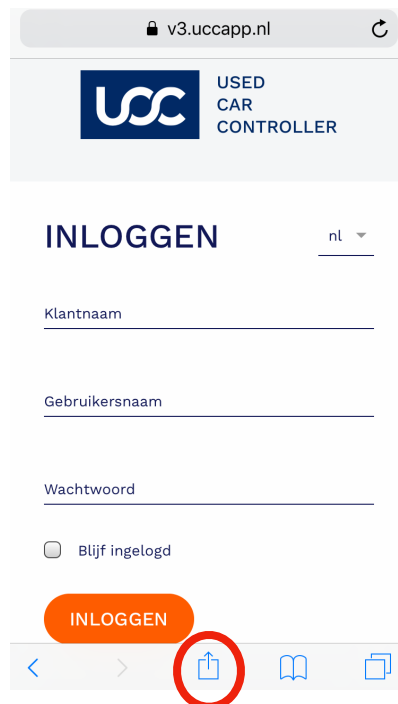 v3.uccapp.nl
UCC
USED
CAR
CONTROLLER
INLOGGEN
nl
Klantnaam
Gebruikersnaam
Wachtwoord
Blijf ingelogd
INLOGGEN